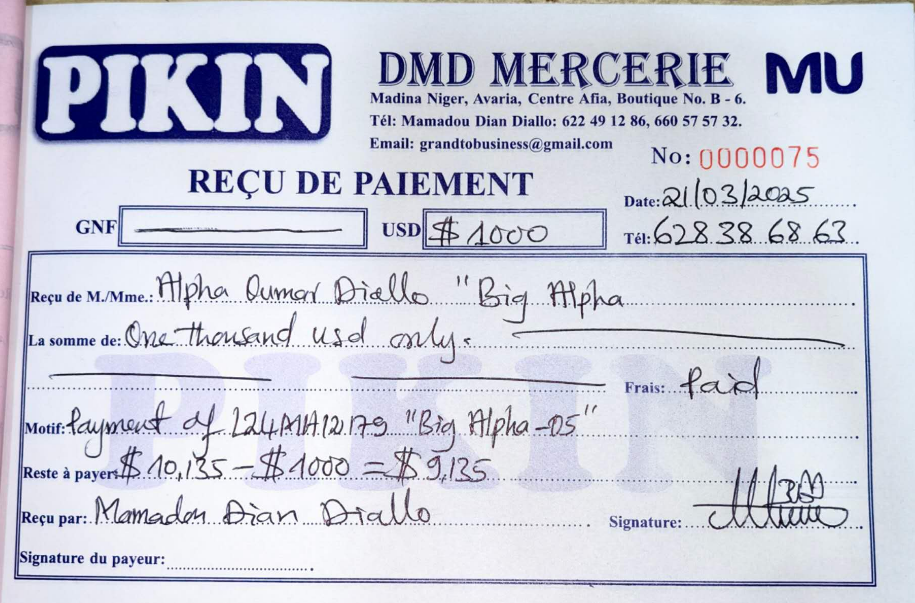 PIKIN
DMD MERCERIE
MU
Madina Niger, Avaria, Centre Afia, Boutique No. B - 6.
Tél: Mamadou Dian Diallo: 622 49 12 86, 660 57 57 32.
Email: grandtobusiness@gmail.com
No: 0000075
REÇU DE PAIEMENT
Date: 21/03/2025
GNF
USD $ 1000
Tél: 628 38 68 63
Reçu de M./Mme.: Alpha Oumar Diallo "Big Alpha
La somme de: One thousand usd only.
Frais: Paid
PIKIN
Motif: Payment of L24MA12179 "Big Alpha-05"
Reste à payer: $ 10,135 - $ 1000 = $ 9,135
Reçu par: Mamadou Dian Diallo
Signature:
Signature du payeur: